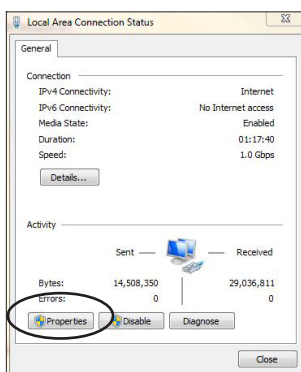 Local Area Connection Status
General
Connection
IPv4 Connectivity: Internet
IPv6 Connectivity: No Internet access
Media State: Enabled
Duration: 01:17:40
Speed: 1.0 Gbps
Details...
Activity
Sent — Received
Bytes: 14,508,350 29,036,811
Errors: 0 0
Properties Disable Diagnose
Close